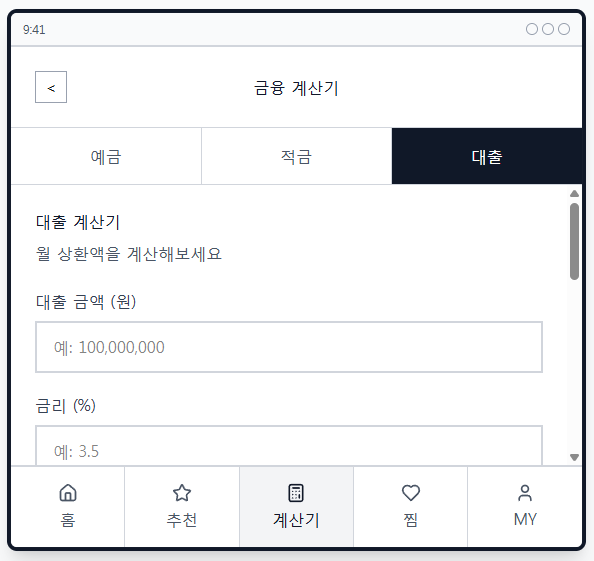 9:41
<
금융 계산기
예금
적금
대출
대출 계산기
월 상환액을 계산해보세요
대출 금액 (원)
예: 100,000,000
금리 (%)
예: 3.5
홈
추천
계산기
찜
MY